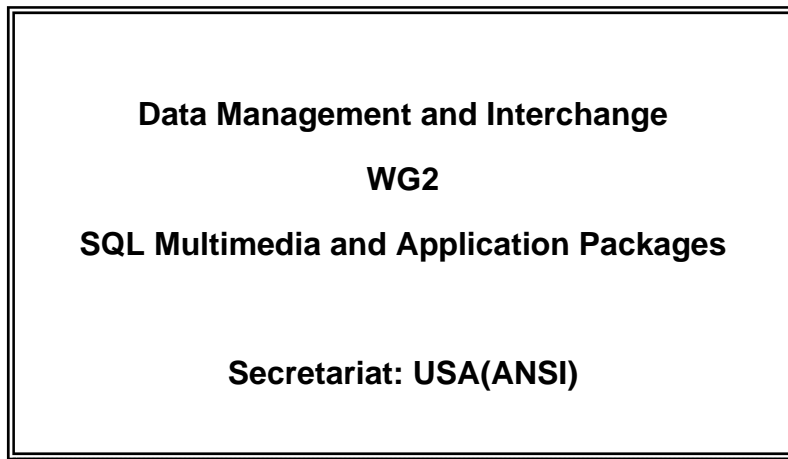 Data Management and Interchange
WG2
SQL Multimedia and Application Packages
Secretariat: USA(ANSI)